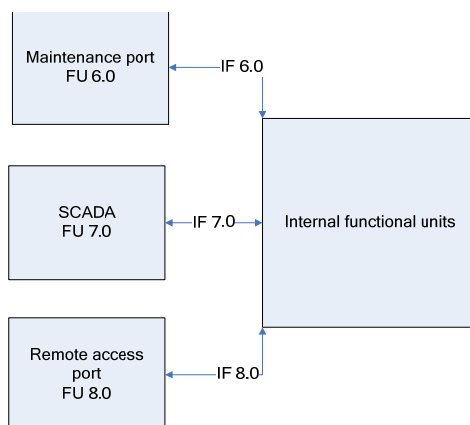 Maintenance port
FU 6.0
IF 6.0
SCADA
FU 7.0
IF 7.0
Internal functional units
Remote access
port
FU 8.0
IF 8.0